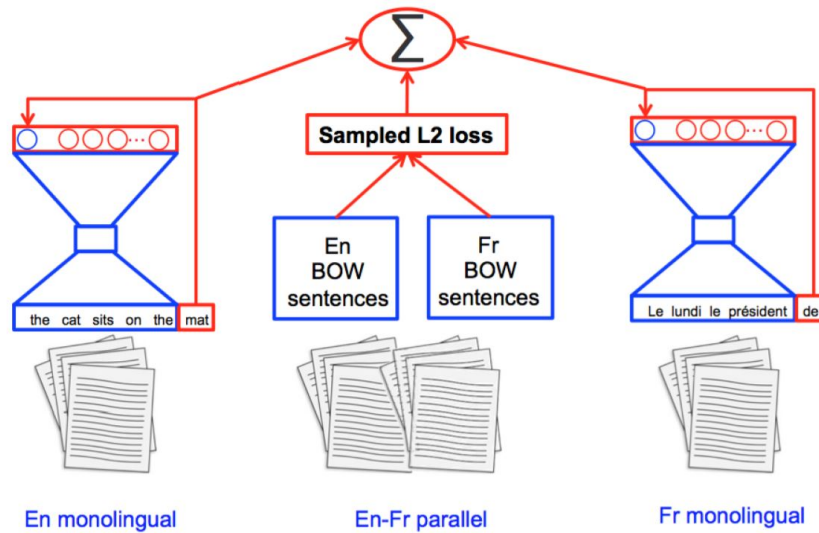 ∑
Sampled L2 loss
En
BOW
sentences
Fr
BOW
sentences
the cat sits on the mat
Le lundi le président de
En monolingual
En-Fr parallel
Fr monolingual